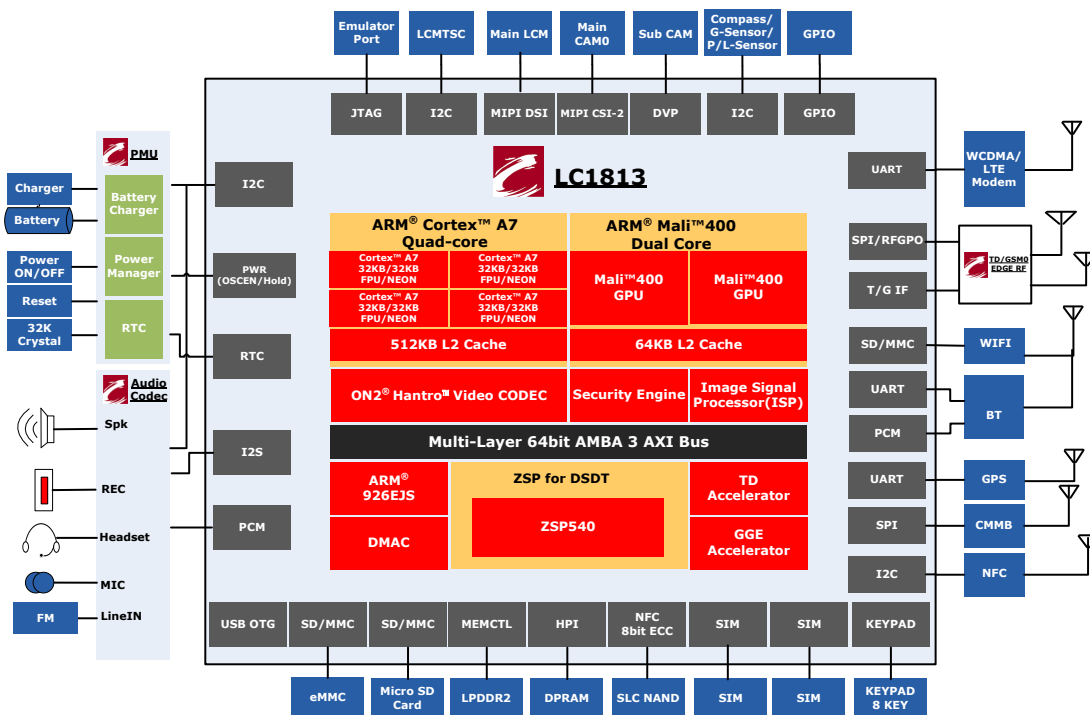 Emulator
Port
LCMTSC
Main LCM
Main
CAM0
Sub CAM
Compass/
G-Sensor/
P/L-Sensor
GPIO
JTAG
I2C
MIPI DSI
MIPI CSI-2
DVP
I2C
GPIO
LC1813
PMU
Charger
Battery
Power
ON/OFF
Reset
32K
Crystal
Battery
Charger
Power
Manager
RTC
Audio
Codec
Spk
REC
Headset
MIC
FM
LineIN
I2C
PWR
(OSCEN/Hold)
RTC
I2S
PCM
ARM® Cortex™ A7
Quad-core
ARM® Mali™400
Dual Core
Cortex™ A7
32KB/32KB
FPU/NEON
Cortex™ A7
32KB/32KB
FPU/NEON
Cortex™ A7
32KB/32KB
FPU/NEON
Cortex™ A7
32KB/32KB
FPU/NEON
Mali™400
GPU
Mali™400
GPU
512KB L2 Cache
64KB L2 Cache
ON2® Hantro™ Video CODEC
Security Engine
Image Signal
Processor(ISP)
Multi-Layer 64bit AMBA 3 AXI Bus
ARM®
926EJS
DMAC
ZSP for DSDT
ZSP540
TD
Accelerator
GGE
Accelerator
UART
SPI/RFGPO
T/G IF
SD/MMC
UART
PCM
UART
SPI
I2C
WCDMA/
LTE
Modem
TD/GSM0
EDGE RF
WIFI
BT
GPS
CMMB
NFC
USB OTG
SD/MMC
SD/MMC
MEMCTL
HPI
NFC
8bit ECC
SIM
SIM
KEYPAD
eMMC
Micro SD
Card
LPDDR2
DPRAM
SLC NAND
SIM
SIM
KEYPAD
8 KEY